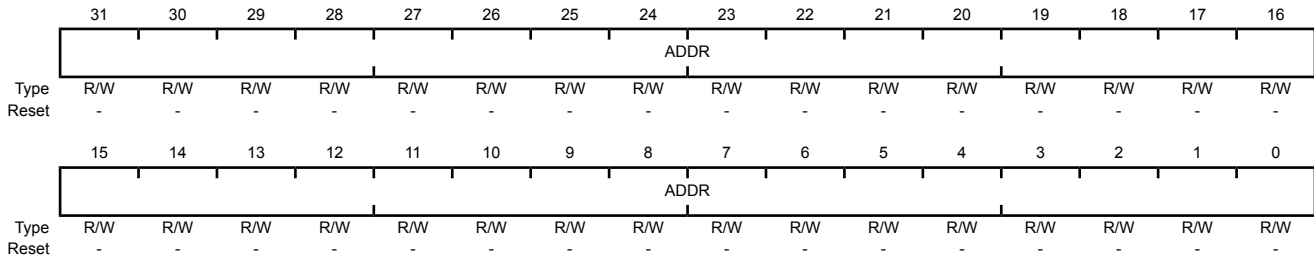 31 30 29 28 27 26 25 24 23 22 21 20 19 18 17 16
ADDR
Type R/W R/W R/W R/W R/W R/W R/W R/W R/W R/W R/W R/W R/W R/W R/W R/W
Reset - - - - - - - - - - - - - - - -
15 14 13 12 11 10 9 8 7 6 5 4 3 2 1 0
ADDR
Type R/W R/W R/W R/W R/W R/W R/W R/W R/W R/W R/W R/W R/W R/W R/W R/W
Reset - - - - - - - - - - - - - - - -